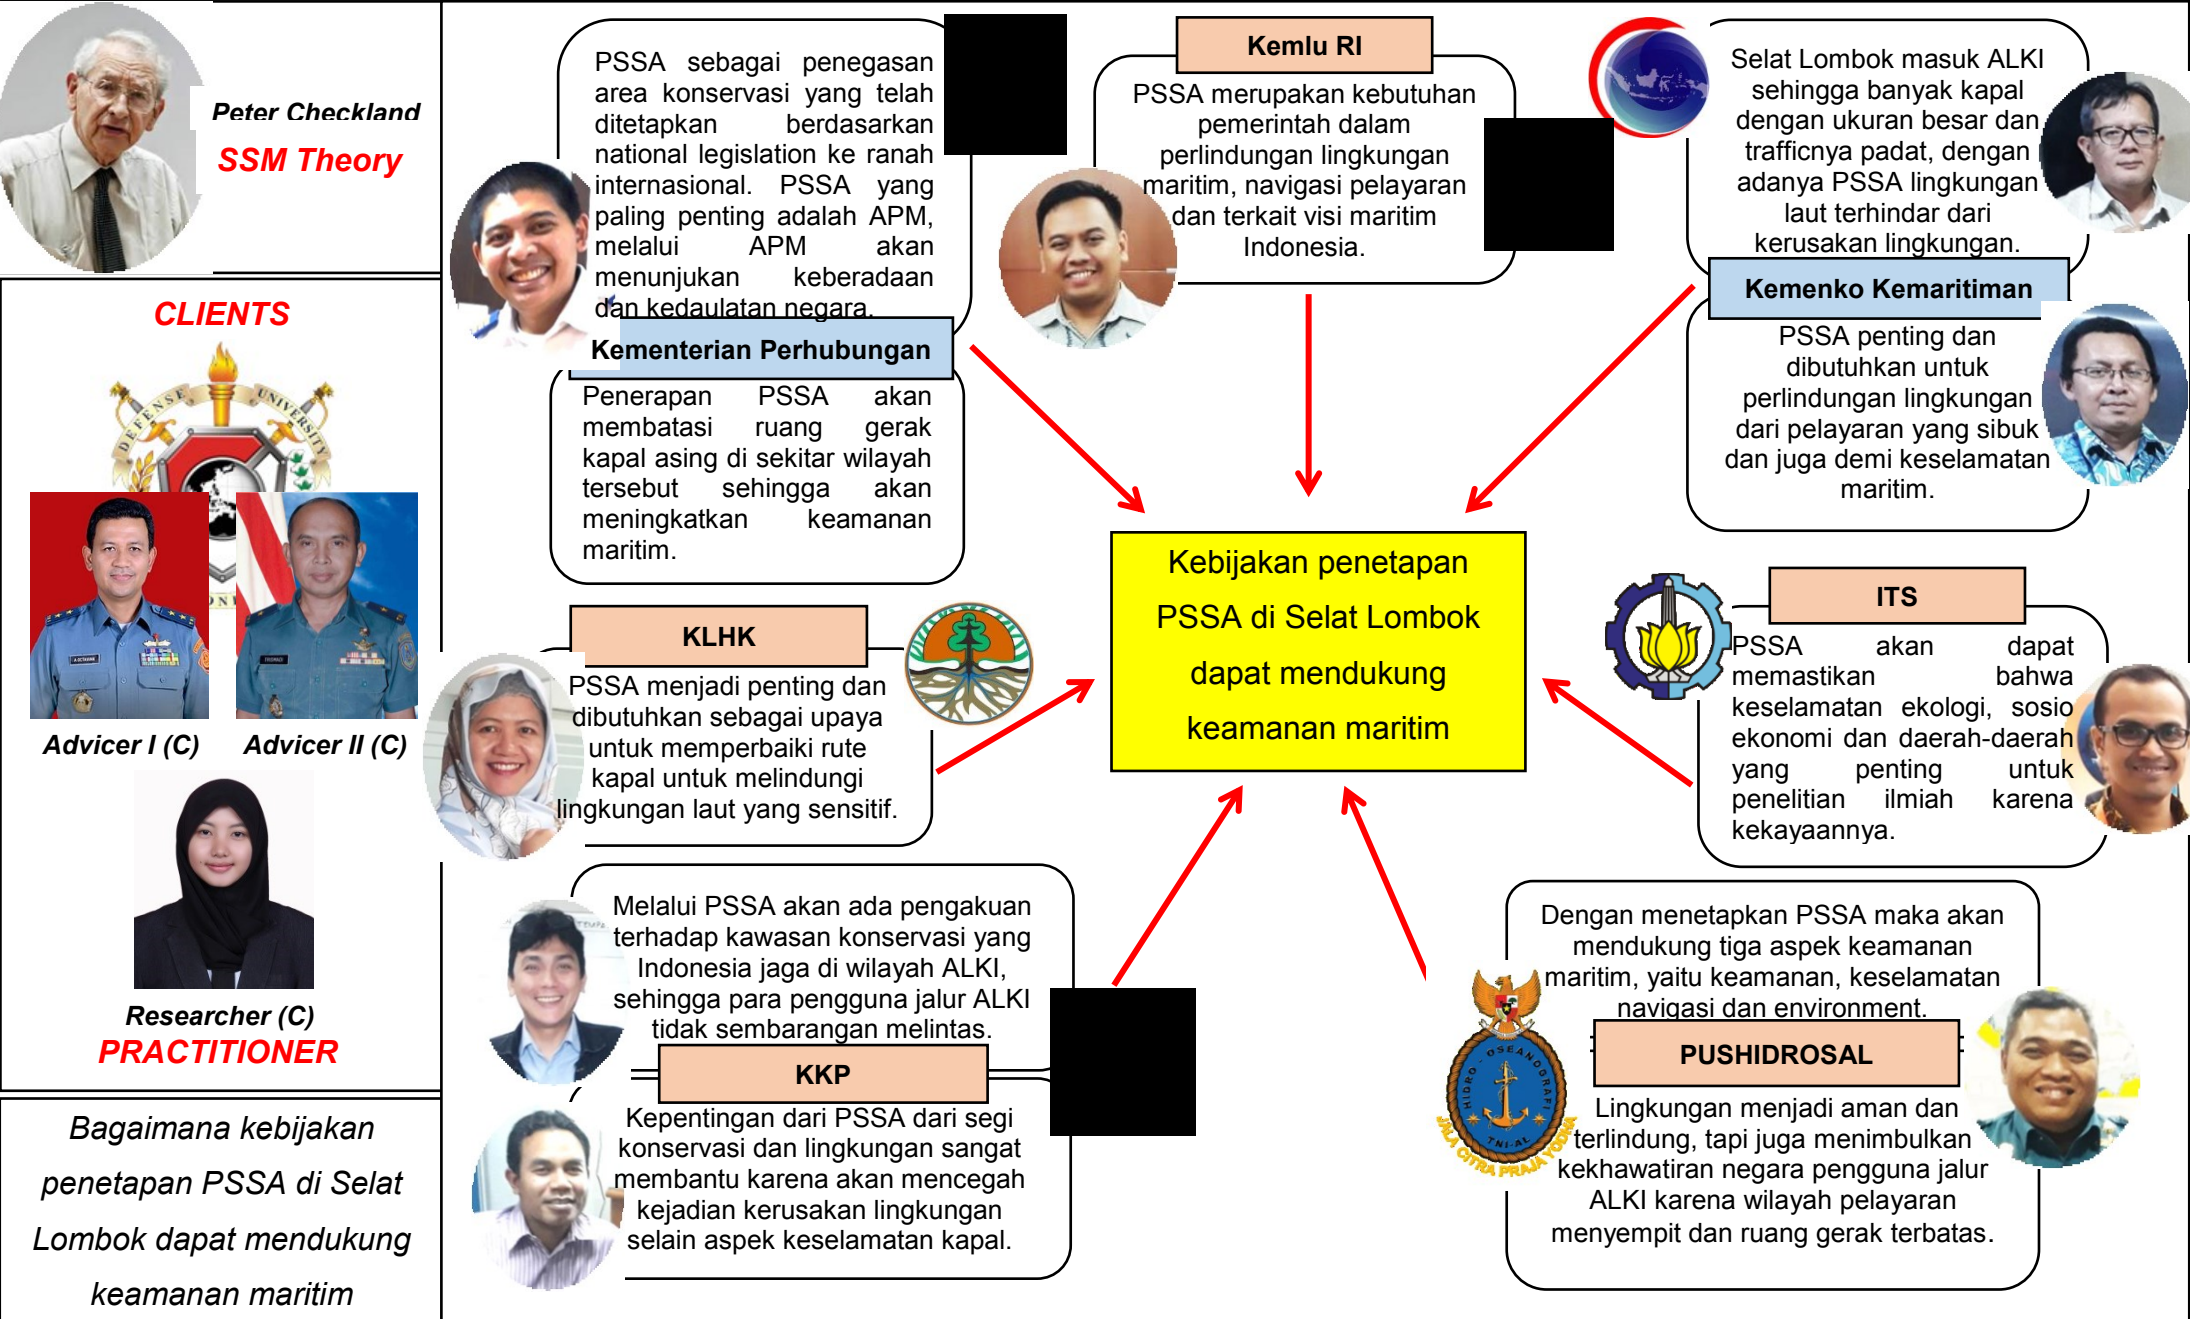 Peter Checkland
SSM Theory
CLIENTS
DEFENSE UNIVERSITY
Advicer I (C)
Advicer II (C)
Researcher (C)
PRACTITIONER
Bagaimana kebijakan
penetapan PSSA di Selat
Lombok dapat mendukung
keamanan maritim
PSSA sebagai penegasan
area konservasi yang telah
ditetapkan berdasarkan
national legislation ke ranah
internasional. PSSA yang
paling penting adalah APM,
melalui APM akan
menunjukan keberadaan
dan kedaulatan negara.
Kementerian Perhubungan
Penerapan PSSA akan
membatasi ruang gerak
kapal asing di sekitar wilayah
tersebut sehingga akan
meningkatkan keamanan
maritim.
Kemlu RI
PSSA merupakan kebutuhan
pemerintah dalam
perlindungan lingkungan
maritim, navigasi pelayaran
dan terkait visi maritim
Indonesia.
Selat Lombok masuk ALKI
sehingga banyak kapal
dengan ukuran besar dan
trafficnya padat, dengan
adanya PSSA lingkungan
laut terhindar dari
kerusakan lingkungan.
Kemenko Kemaritiman
PSSA penting dan
dibutuhkan untuk
perlindungan lingkungan
dari pelayaran yang sibuk
dan juga demi keselamatan
maritim.
Kebijakan penetapan
PSSA di Selat Lombok
dapat mendukung
keamanan maritim
KLHK
PSSA menjadi penting dan
dibutuhkan sebagai upaya
untuk memperbaiki rute
kapal untuk melindungi
lingkungan laut yang sensitif.
ITS
PSSA akan dapat
memastikan bahwa
keselamatan ekologi, sosio
ekonomi dan daerah-daerah
yang penting untuk
penelitian ilmiah karena
kekayaannya.
Melalui PSSA akan ada pengakuan
terhadap kawasan konservasi yang
Indonesia jaga di wilayah ALKI,
sehingga para pengguna jalur ALKI
tidak sembarangan melintas.
KKP
Kepentingan dari PSSA dari segi
konservasi dan lingkungan sangat
membantu karena akan mencegah
kejadian kerusakan lingkungan
selain aspek keselamatan kapal.
Dengan menetapkan PSSA maka akan
mendukung tiga aspek keamanan
maritim, yaitu keamanan, keselamatan
navigasi dan environment.
PUSHIDROSAL
HIDRO - OSEANOGRAFI
TNI-AL
JALA CITRA PRAJA YODHA
Lingkungan menjadi aman dan
terlindung, tapi juga menimbulkan
kekhawatiran negara pengguna jalur
ALKI karena wilayah pelayaran
menyempit dan ruang gerak terbatas.